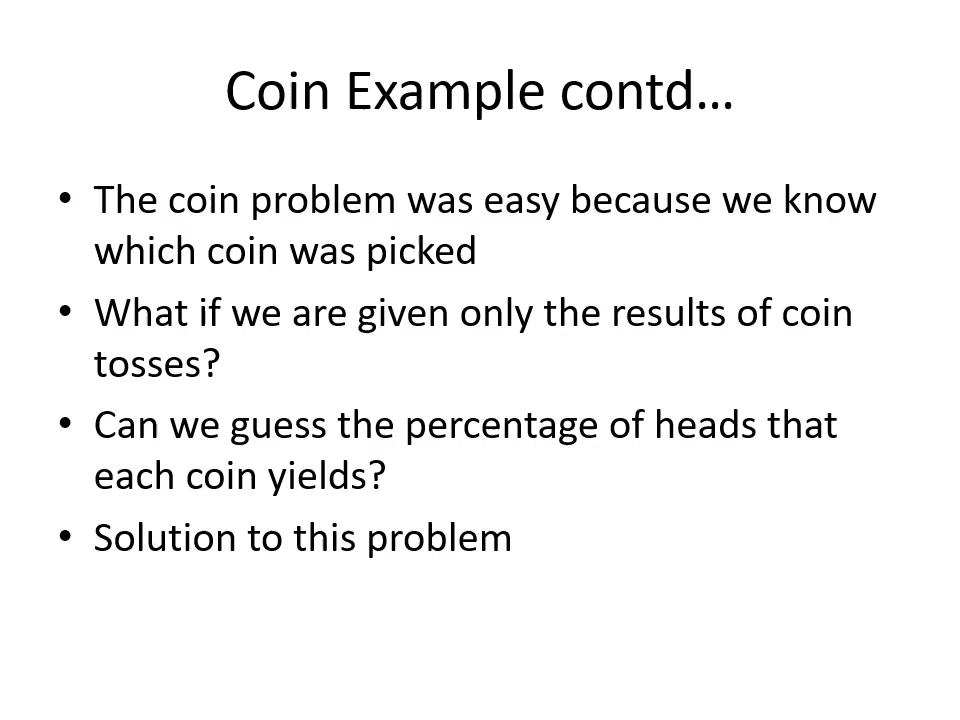 Coin Example contd…
• The coin problem was easy because we know
which coin was picked
• What if we are given only the results of coin
tosses?
• Can we guess the percentage of heads that
each coin yields?
• Solution to this problem